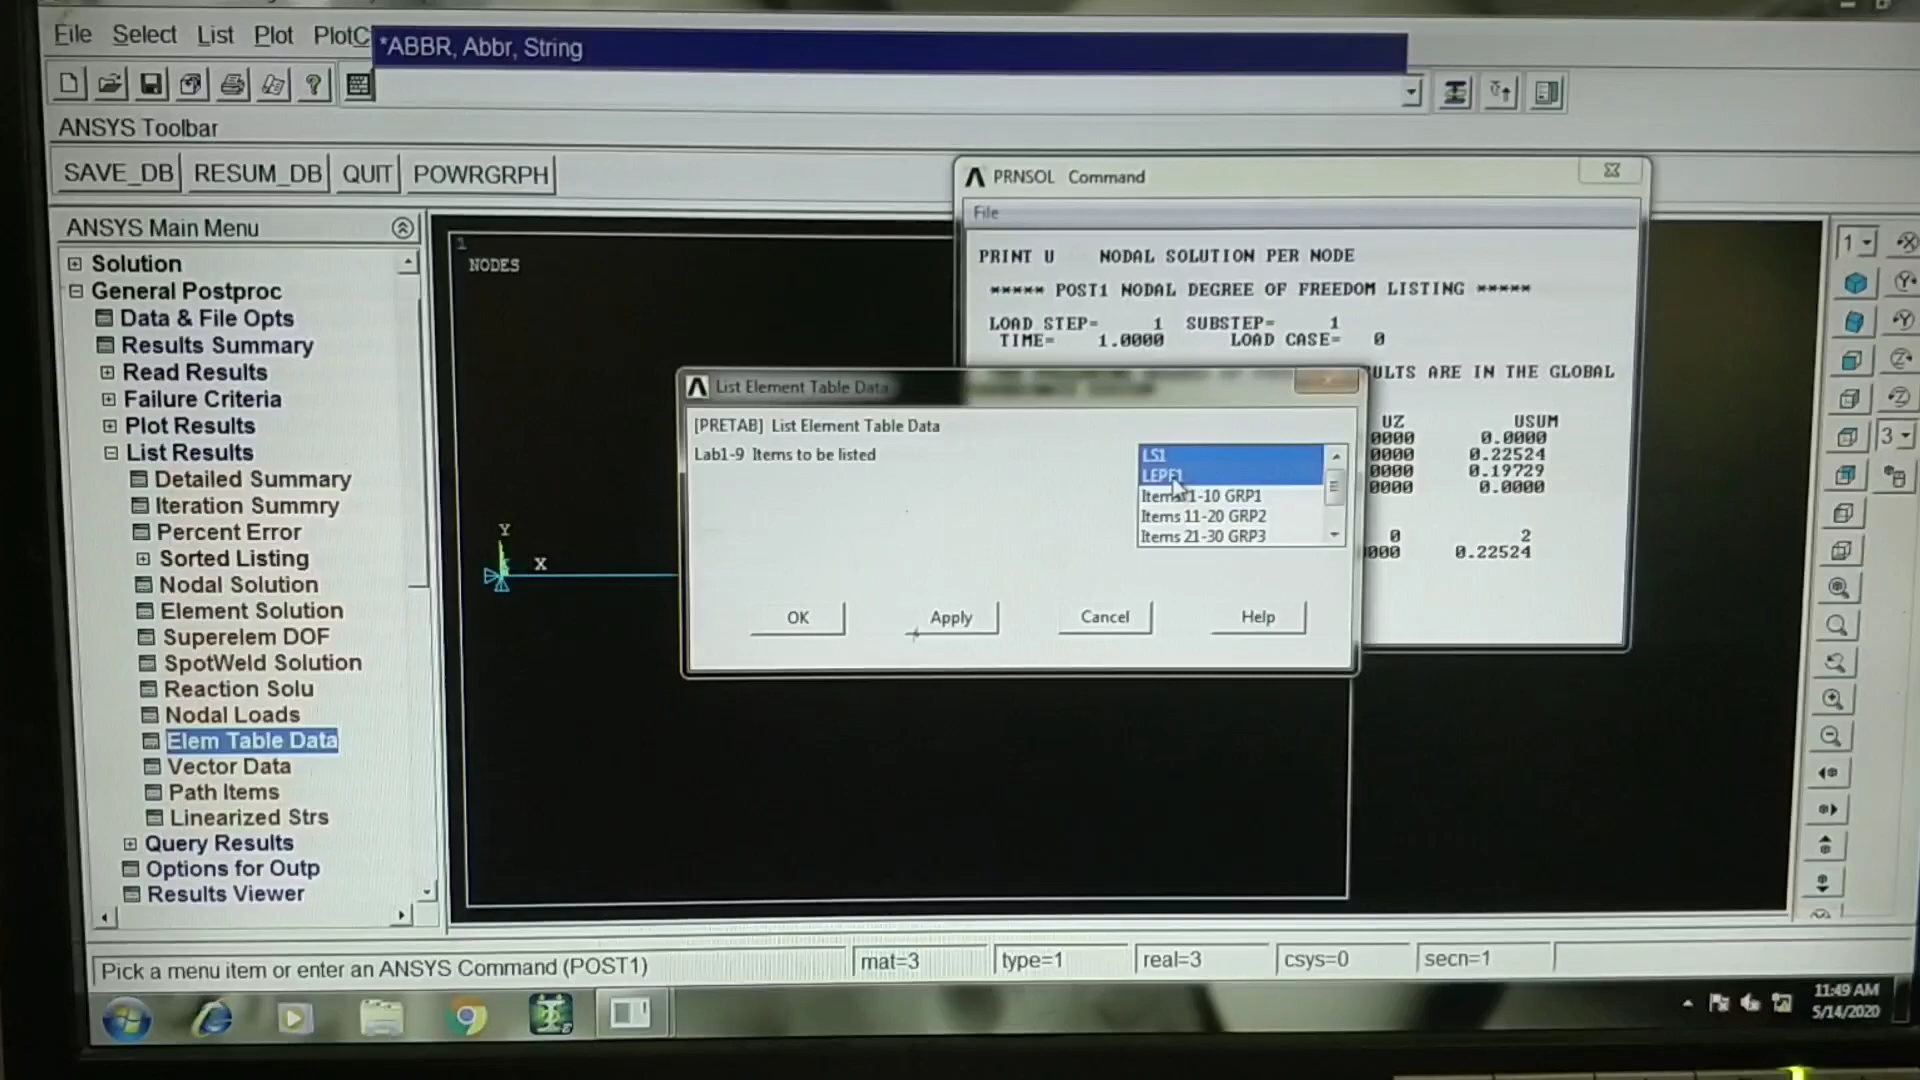 File Select List Plot PlotC
*ABBR, Abbr, String
ANSYS Toolbar
SAVE_DB RESUM_DB QUIT POWRGRPH
ANSYS Main Menu
Solution
General Postproc
Data & File Opts
Results Summary
Read Results
Failure Criteria
Plot Results
List Results
Detailed Summary
Iteration Summry
Percent Error
Sorted Listing
Nodal Solution
Element Solution
Superelem DOF
SpotWeld Solution
Reaction Solu
Nodal Loads
Elem Table Data
Vector Data
Path Items
Linearized Strs
Query Results
Options for Outp
Results Viewer
1
NODES
Y
X
PRNSOL Command
File
PRINT U NODAL SOLUTION PER NODE
***** POST1 NODAL DEGREE OF FREEDOM LISTING *****
LOAD STEP= 1 SUBSTEP= 1
TIME= 1.0000 LOAD CASE= 0
ULTS ARE IN THE GLOBAL
UZ USUM
0000 0.0000
0000 0.22524
0000 0.19729
0000 0.0000
0 2
0000 0.22524
List Element Table Data
[PRETAB] List Element Table Data
Lab1-9 Items to be listed
LS1
LEPE1
Items 1-10 GRP1
Items 11-20 GRP2
Items 21-30 GRP3
OK Apply Cancel Help
1
3
Pick a menu item or enter an ANSYS Command (POST1)
mat=3 type=1 real=3 csys=0 secn=1
11:49 AM
5/14/2020